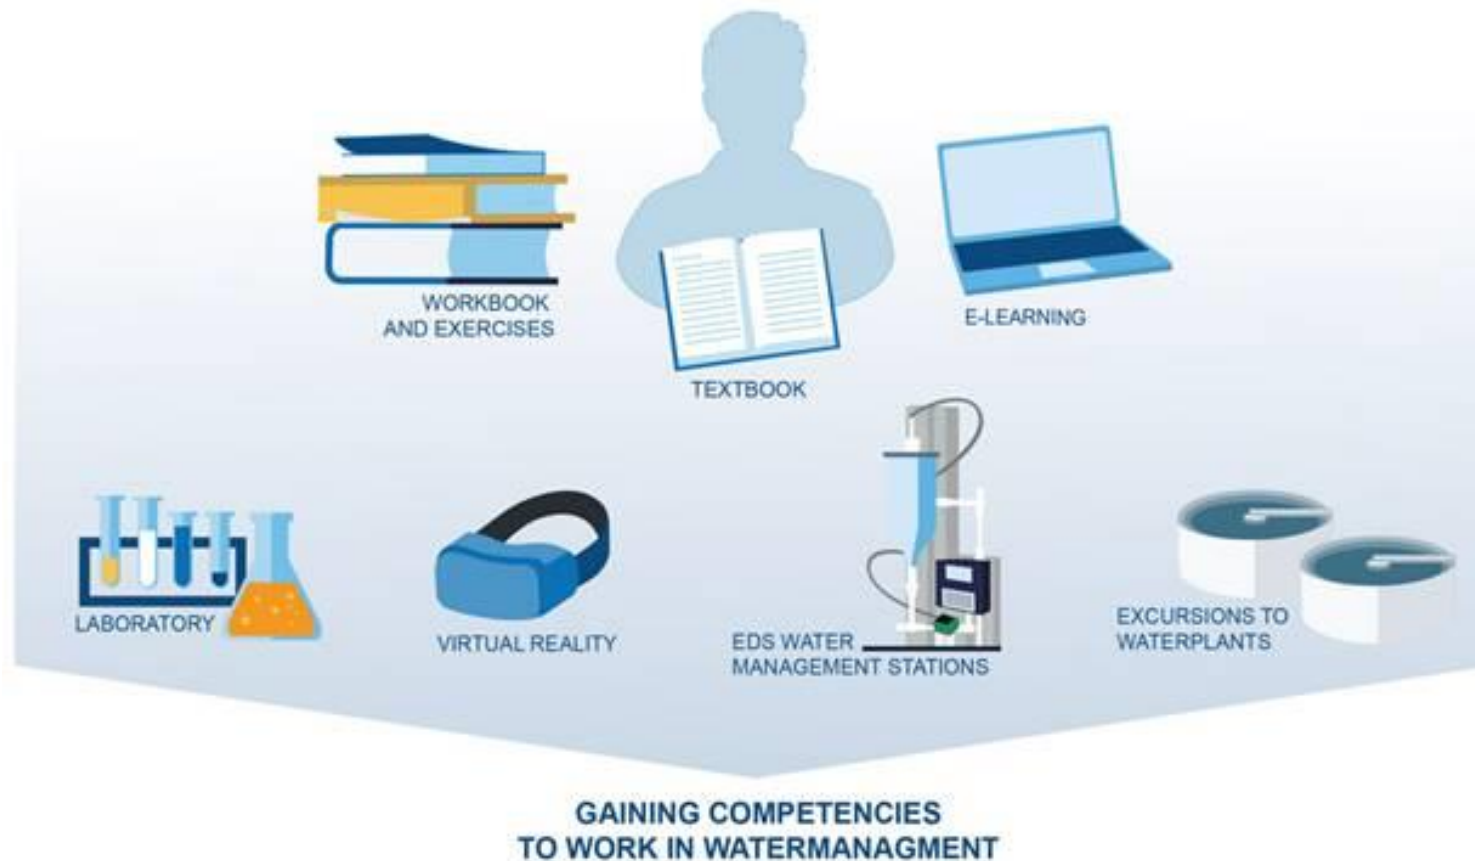 WORKBOOK
AND EXERCISES
TEXTBOOK
E-LEARNING
LABORATORY
VIRTUAL REALITY
EDS WATER
MANAGEMENT STATIONS
EXCURSIONS TO
WATERPLANTS
GAINING COMPETENCIES
TO WORK IN WATERMANAGMENT